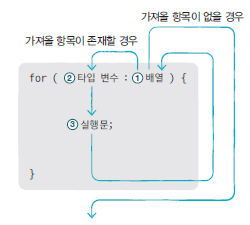 가져올 항목이 없을 경우
가져올 항목이 존재할 경우
for ( ②타입 변수 : ①배열 ) {
③실행문;
}